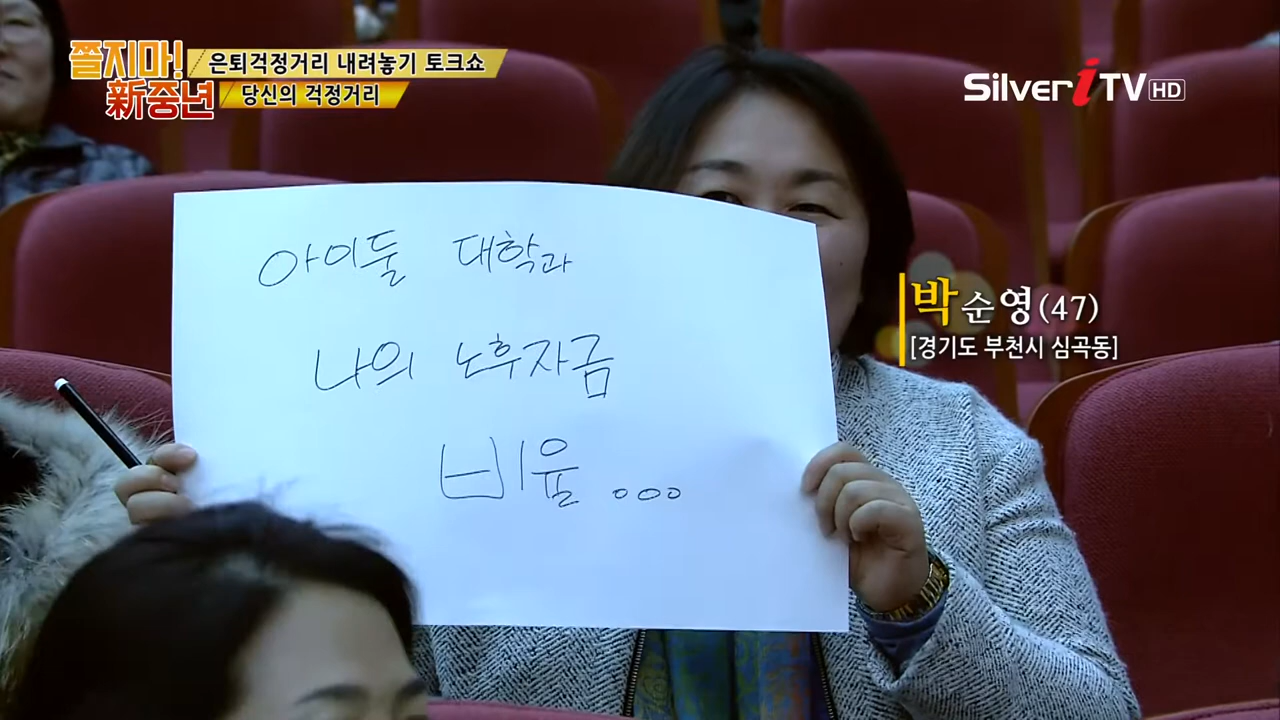 쫄지마!
新중년
은퇴걱정거리 내려놓기 토크쇼
당신의 걱정거리
Silver i TV HD
아이둘 대학과
나의 노후자금
비율...
박순영(47)
[경기도 부천시 심곡동]